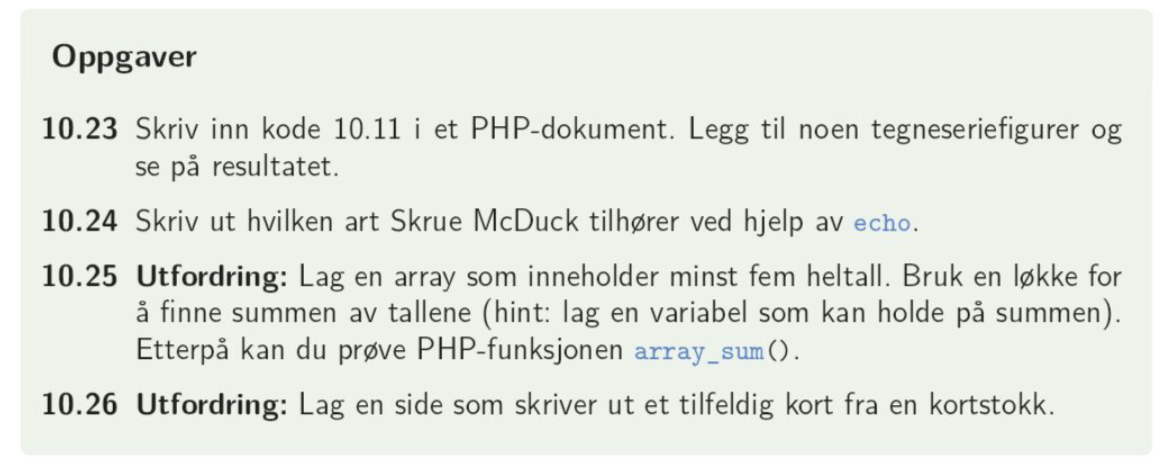 Oppgaver
10.23 Skriv inn kode 10.11 i et PHP-dokument. Legg til noen tegneseriefigurer og
se på resultatet.
10.24 Skriv ut hvilken art Skrue McDuck tilhører ved hjelp av echo.
10.25 Utfordring: Lag en array som inneholder minst fem heltall. Bruk en løkke for
å finne summen av tallene (hint: lag en variabel som kan holde på summen).
Etterpå kan du prøve PHP-funksjonen array_sum().
10.26 Utfordring: Lag en side som skriver ut et tilfeldig kort fra en kortstokk.